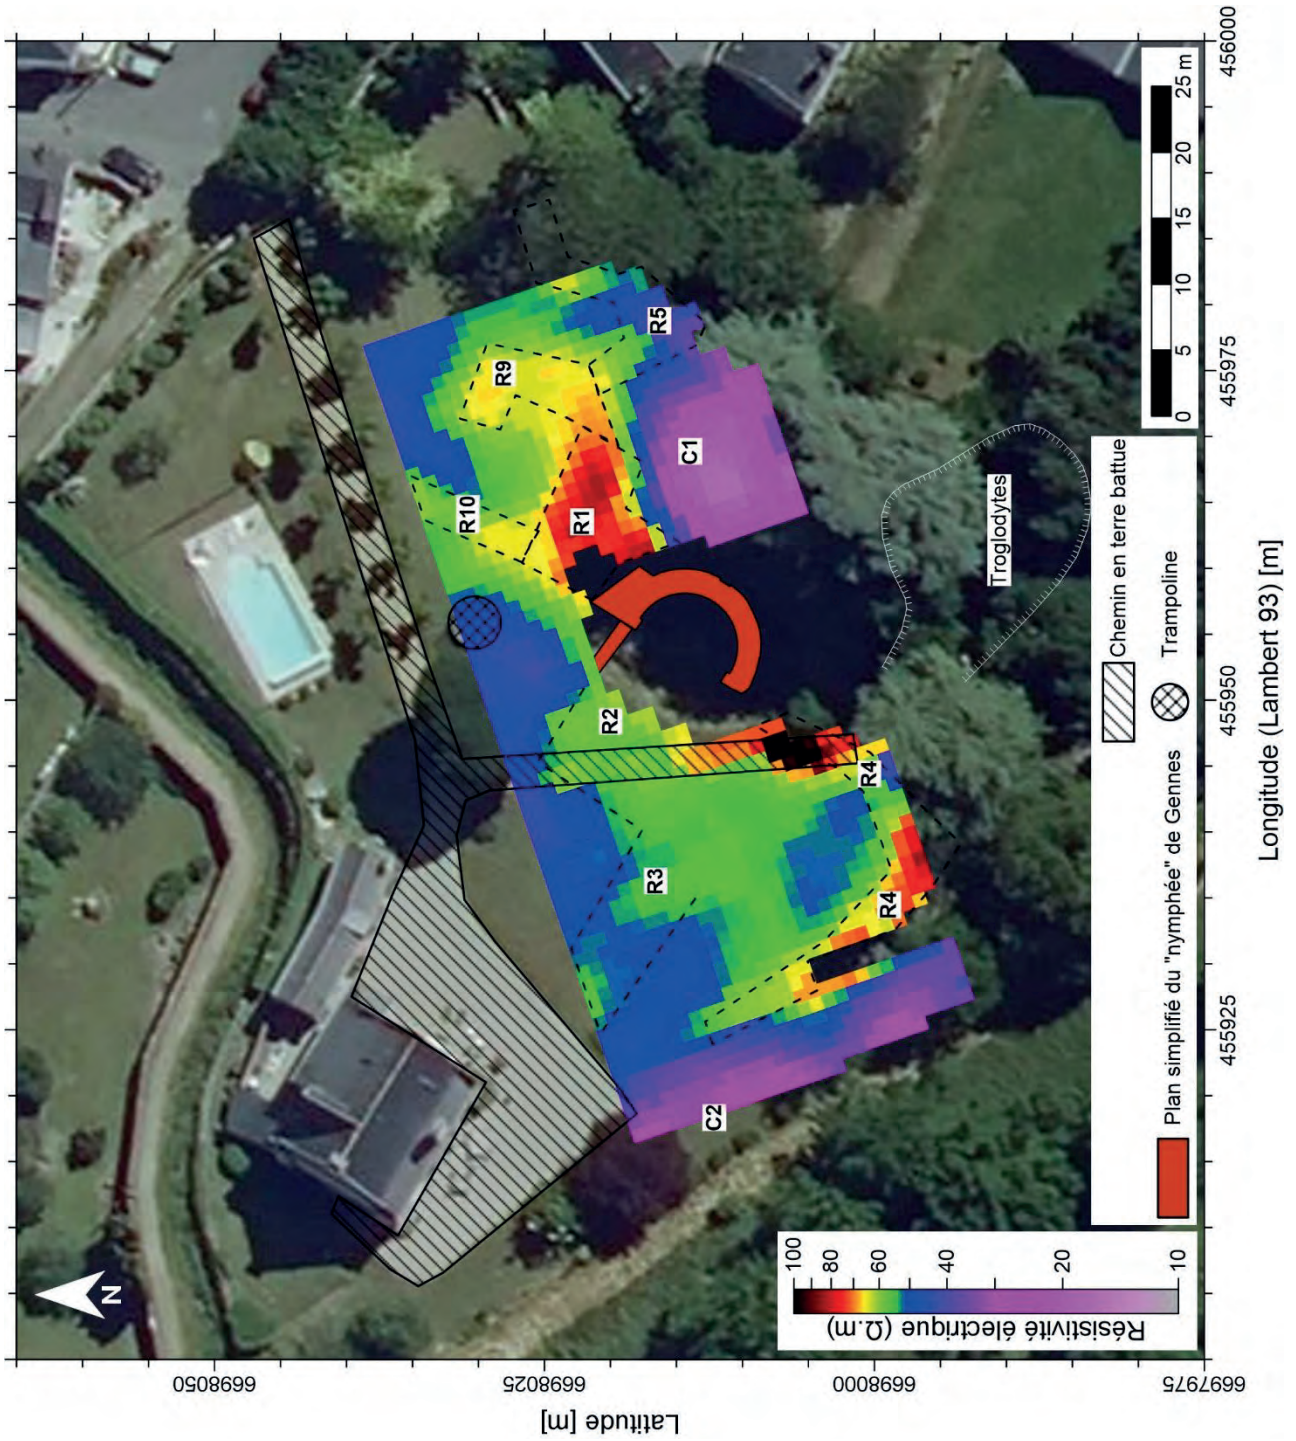 N
R10
R9
R1
R5
R2
R3
C1
R4
R4
C2
Troglodytes
Résistivité électrique (Ω.m)
100
80
60
40
20
10
Chemin en terre battue
Plan simplifié du "nymphée" de Gennes
Trampoline
0
5
10
15
20
25 m
Latitude [m]
6698050
6698025
6698000
6697975
455925
455950
455975
456000
Longitude (Lambert 93) [m]